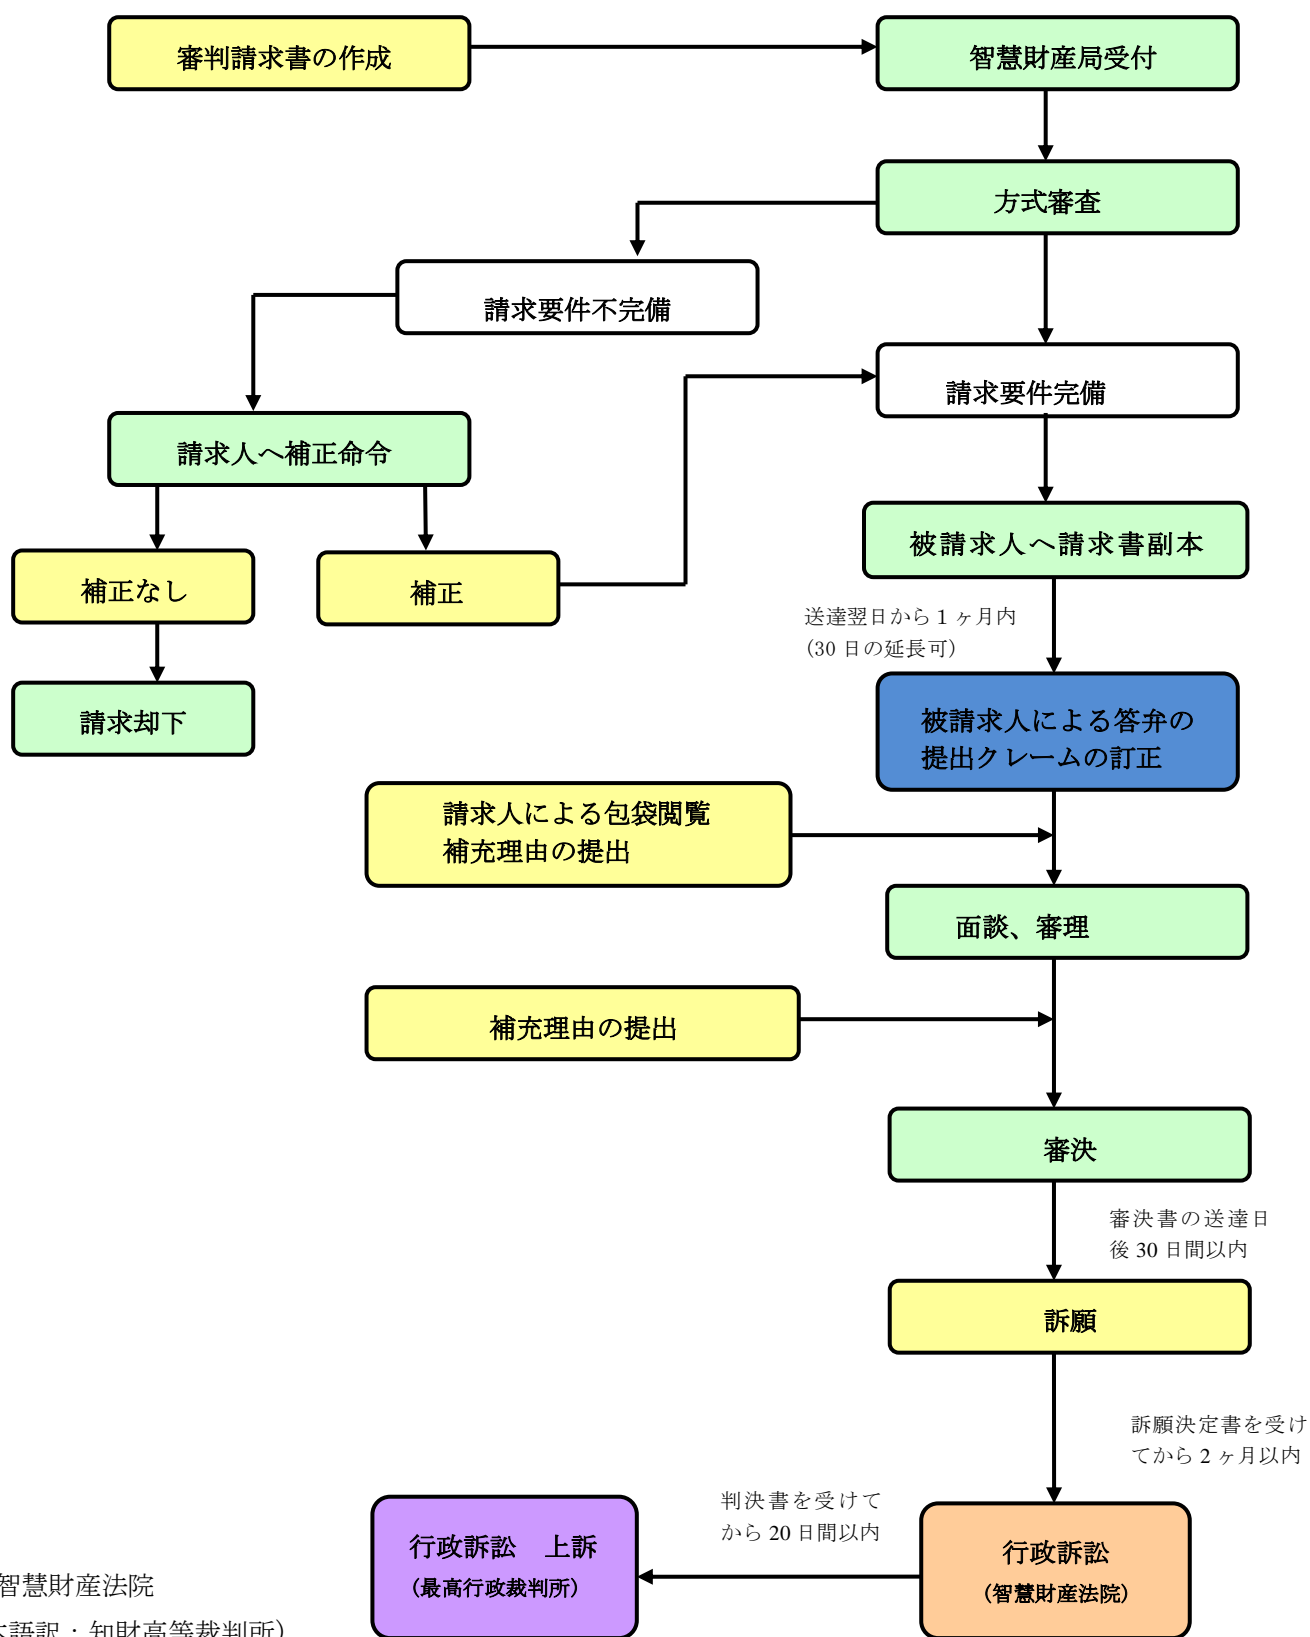 審判請求書の作成
智慧財産局受付
方式審査
請求要件不完備
請求要件完備
請求人へ補正命令
被請求人へ請求書副本
補正なし
補正
送達翌日から 1 ヶ月内
(30 日の延長可)
請求却下
被請求人による答弁の
提出クレームの訂正
請求人による包袋閲覧
補充理由の提出
面談、審理
補充理由の提出
審決
審決書の送達日
後 30 日間以内
訴願
訴願決定書を受け
てから 2 ヶ月以内
判決書を受けて
から 20 日間以内
行政訴訟　上訴
(最高行政裁判所)
行政訴訟
(智慧財産法院)
智慧財産法院
語訳：知財高等裁判所)